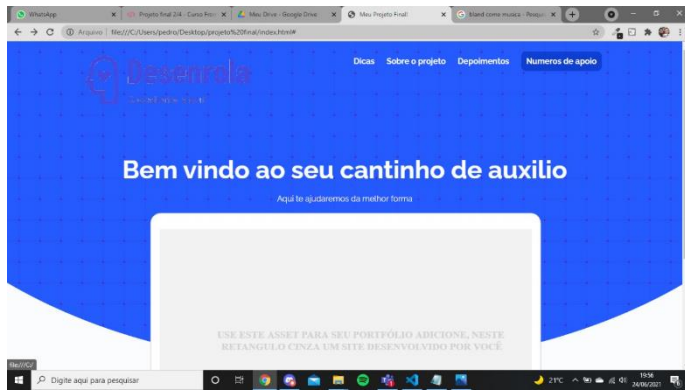 WhatsApp
Projeto final 2/4 - Curso Fron
Meu Drive - Google Drive
Meu Projeto Final!
Arquivo
file:///C:/Users/pedro/Desktop/projeto%20final/index.html#
Desenrola
Dicas
Sobre o projeto
Depoimentos
Numeros de apoio
Bem vindo ao seu cantinho de auxilio
Aqui te ajudaremos da melhor forma
USE ESTE ASSET PARA SEU PORTFÓLIO ADICIONE, NESTE
RETANGULO CINZA UM SITE DESENVOLVIDO POR VOCÊ
file:///C:/
Digite aqui para pesquisar
21°C
19:56
24/06/2021